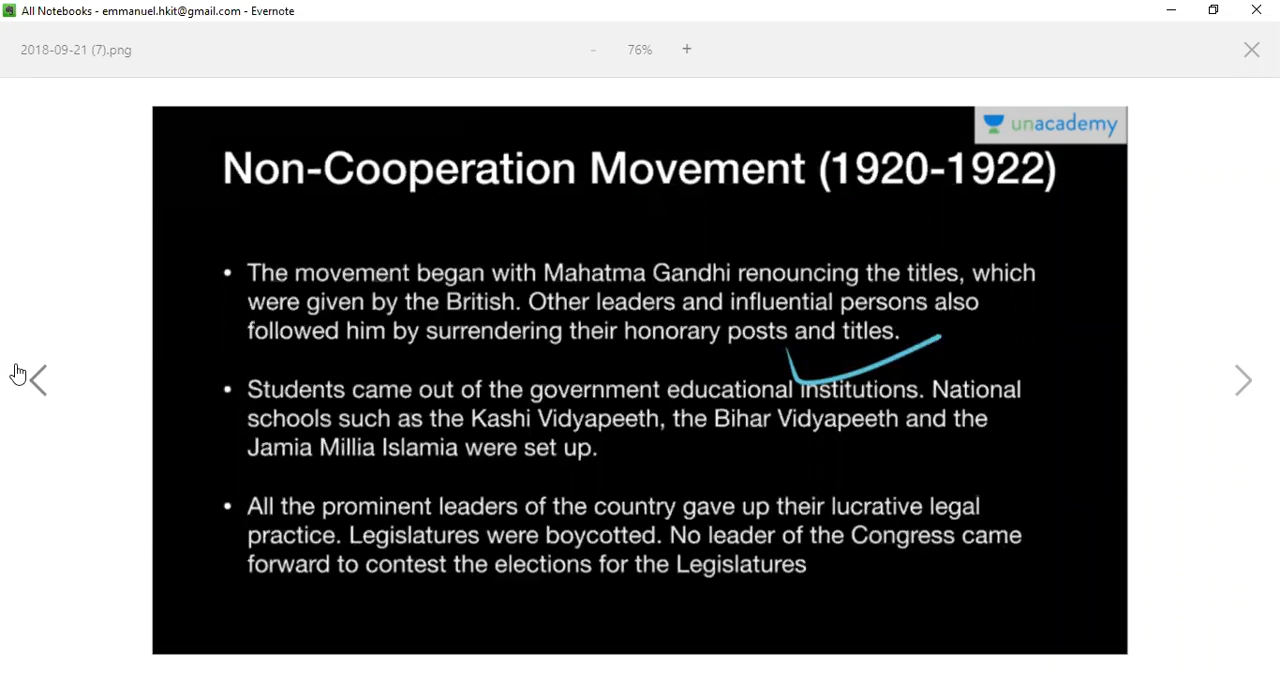 All Notebooks - emmanuel.hkit@gmail.com - Evernote
2018-09-21 (7).png
- 76% +
unacademy
Non-Cooperation Movement (1920-1922)
• The movement began with Mahatma Gandhi renouncing the titles, which
were given by the British. Other leaders and influential persons also
followed him by surrendering their honorary posts and titles.
• Students came out of the government educational institutions. National
schools such as the Kashi Vidyapeeth, the Bihar Vidyapeeth and the
Jamia Millia Islamia were set up.
• All the prominent leaders of the country gave up their lucrative legal
practice. Legislatures were boycotted. No leader of the Congress came
forward to contest the elections for the Legislatures